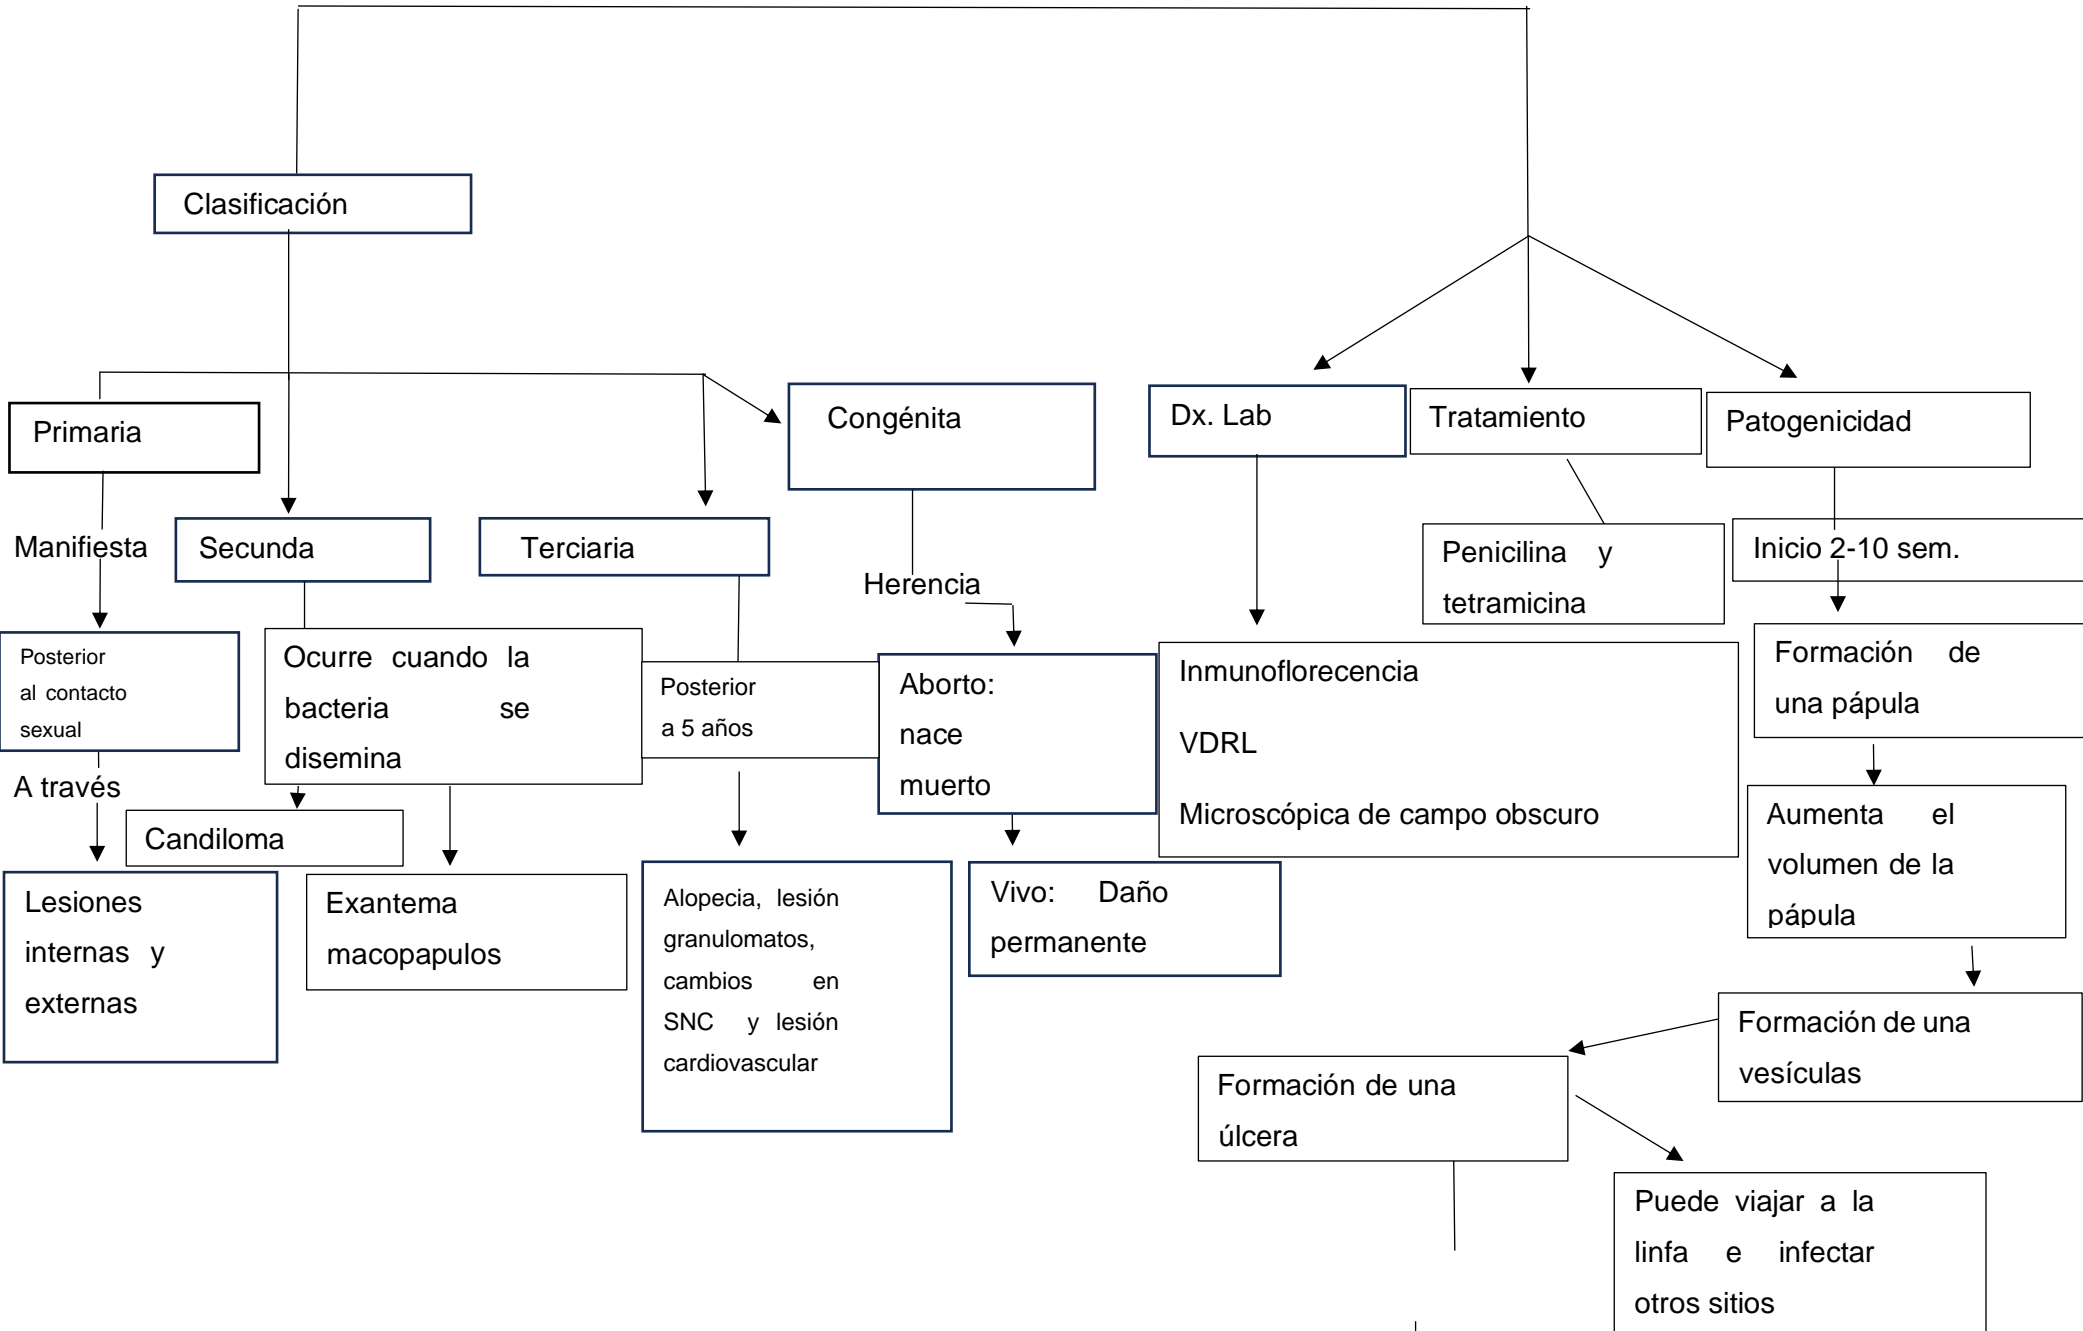 Clasificación
Primaria
Congénita
Dx. Lab
Tratamiento
Patogenicidad
Manifiesta
Secunda
Terciaria
Herencia
Penicilina y
tetramicina
Inicio 2-10 sem.
Posterior
al contacto
sexual
Ocurre cuando la
bacteria se
disemina
Posterior
a 5 años
Aborto:
nace
muerto
Inmunoflorecencia
VDRL
Microscópica de campo obscuro
Formación de
una pápula
A través
Candiloma
Aumenta el
volumen de la
pápula
Lesiones
internas y
externas
Exantema
macopapulos
Alopecia, lesión
granulomatos,
cambios en
SNC y lesión
cardiovascular
Vivo: Daño
permanente
Formación de una
vesículas
Formación de una
úlcera
Puede viajar a la
linfa e infectar
otros sitios